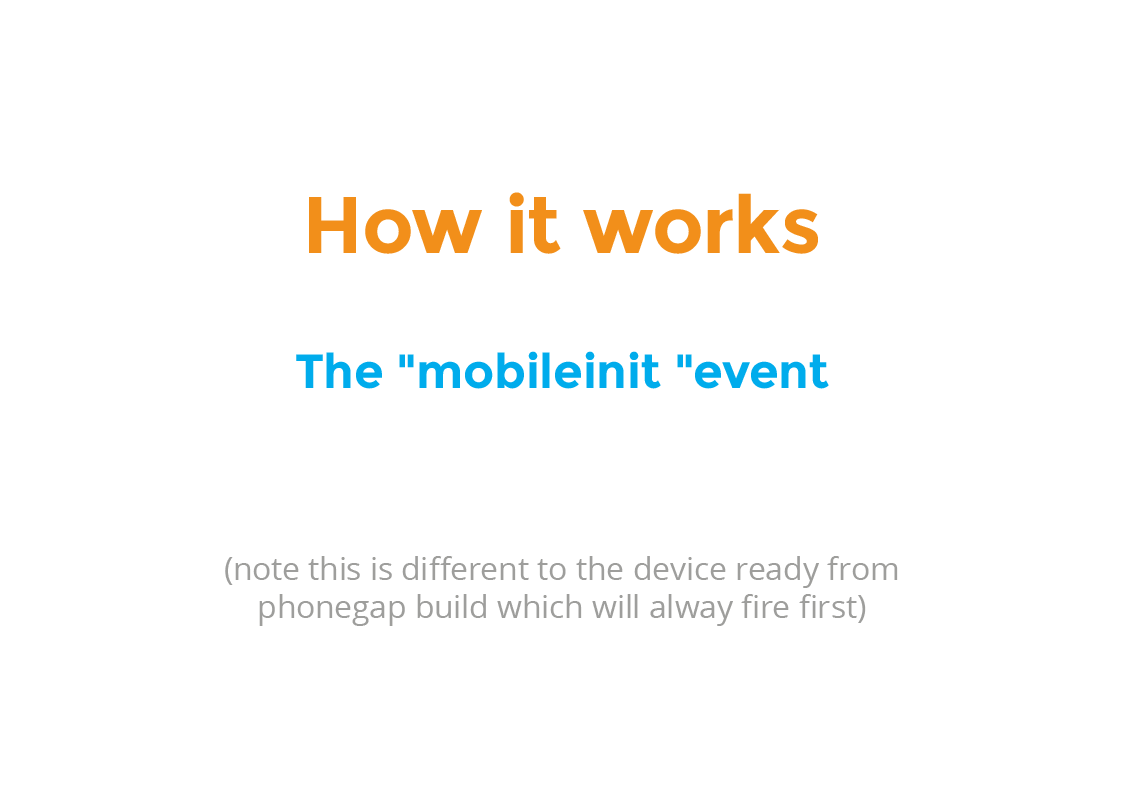 How it works
The "mobileinit "event
(note this is different to the device ready from
phonegap build which will alway fire first)